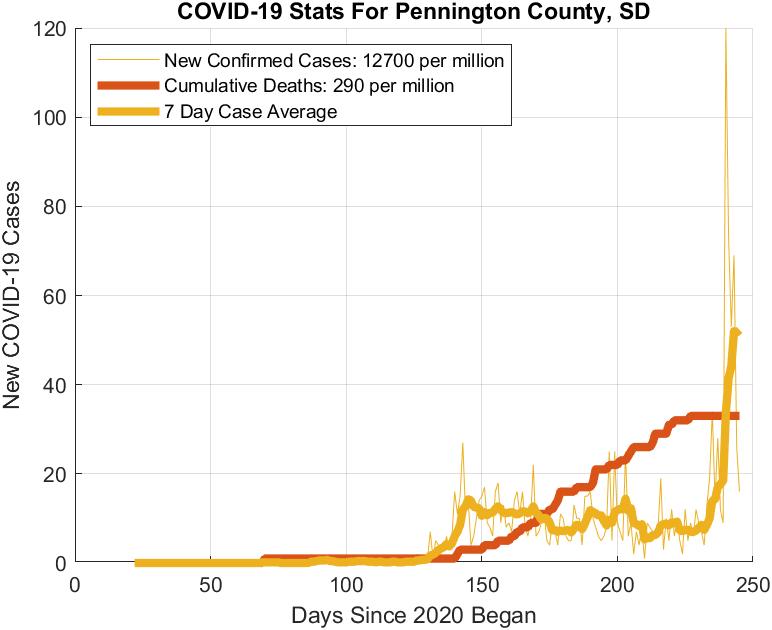 COVID-19 Stats For Pennington County, SD
120
100
80
60
40
20
0
New COVID-19 Cases
New Confirmed Cases: 12700 per million
Cumulative Deaths: 290 per million
7 Day Case Average
0 50 100 150 200 250
Days Since 2020 Began